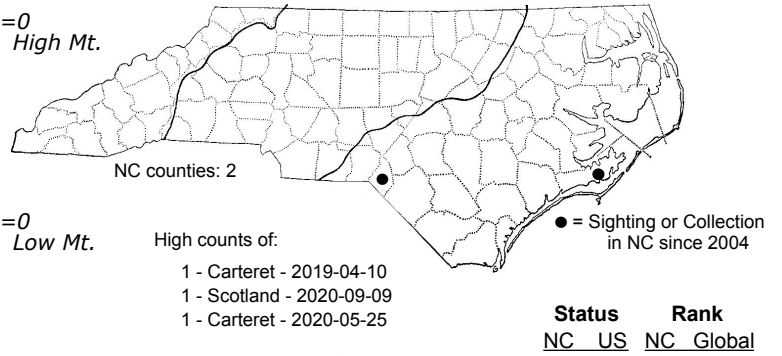 =0
High Mt.
NC counties: 2
=0
Low Mt.
High counts of:
1 - Carteret - 2019-04-10
1 - Scotland - 2020-09-09
1 - Carteret - 2020-05-25
● = Sighting or Collection
in NC since 2004
Status Rank
NC US NC Global